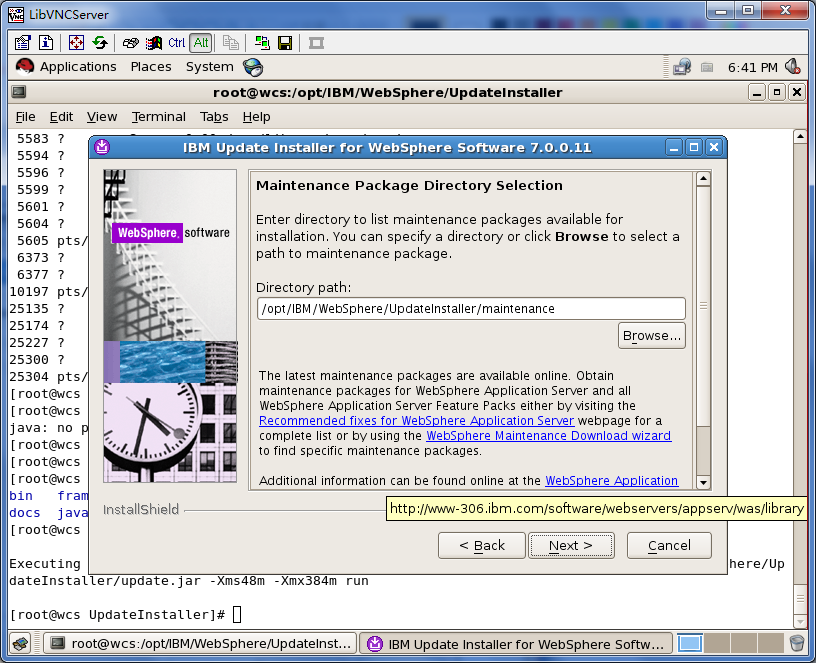 LibVNCServer
Ctrl Alt
Applications Places System 6:41 PM
root@wcs:/opt/IBM/WebSphere/UpdateInstaller
File Edit View Terminal Tabs Help
5583 ?
5594 ?
5596 ?
5599 ?
5601 ?
5604 ?
5605 pts/
6373 ?
6377 ?
10197 pts/
25135 ?
25174 ?
25227 ?
25300 ?
25304 pts/
[root@wcs
[root@wcs
java: no p
[root@wcs
[root@wcs
[root@wcs
bin fram
docs java
[root@wcs
Executing
here/Up
dateInstaller/update.jar -Xms48m -Xmx384m run
[root@wcs UpdateInstaller]#
IBM Update Installer for WebSphere Software 7.0.0.11
WebSphere. software
Maintenance Package Directory Selection
Enter directory to list maintenance packages available for
installation. You can specify a directory or click Browse to select a
path to maintenance package.
Directory path:
/opt/IBM/WebSphere/UpdateInstaller/maintenance
Browse...
The latest maintenance packages are available online. Obtain
maintenance packages for WebSphere Application Server and all
WebSphere Application Server Feature Packs either by visiting the
Recommended fixes for WebSphere Application Server webpage for a
complete list or by using the WebSphere Maintenance Download wizard
to find specific maintenance packages.
Additional information can be found online at the WebSphere Application
http://www-306.ibm.com/software/webservers/appserv/was/library
InstallShield
< Back Next > Cancel
root@wcs:/opt/IBM/WebSphere/UpdateInst... IBM Update Installer for WebSphere Softw...